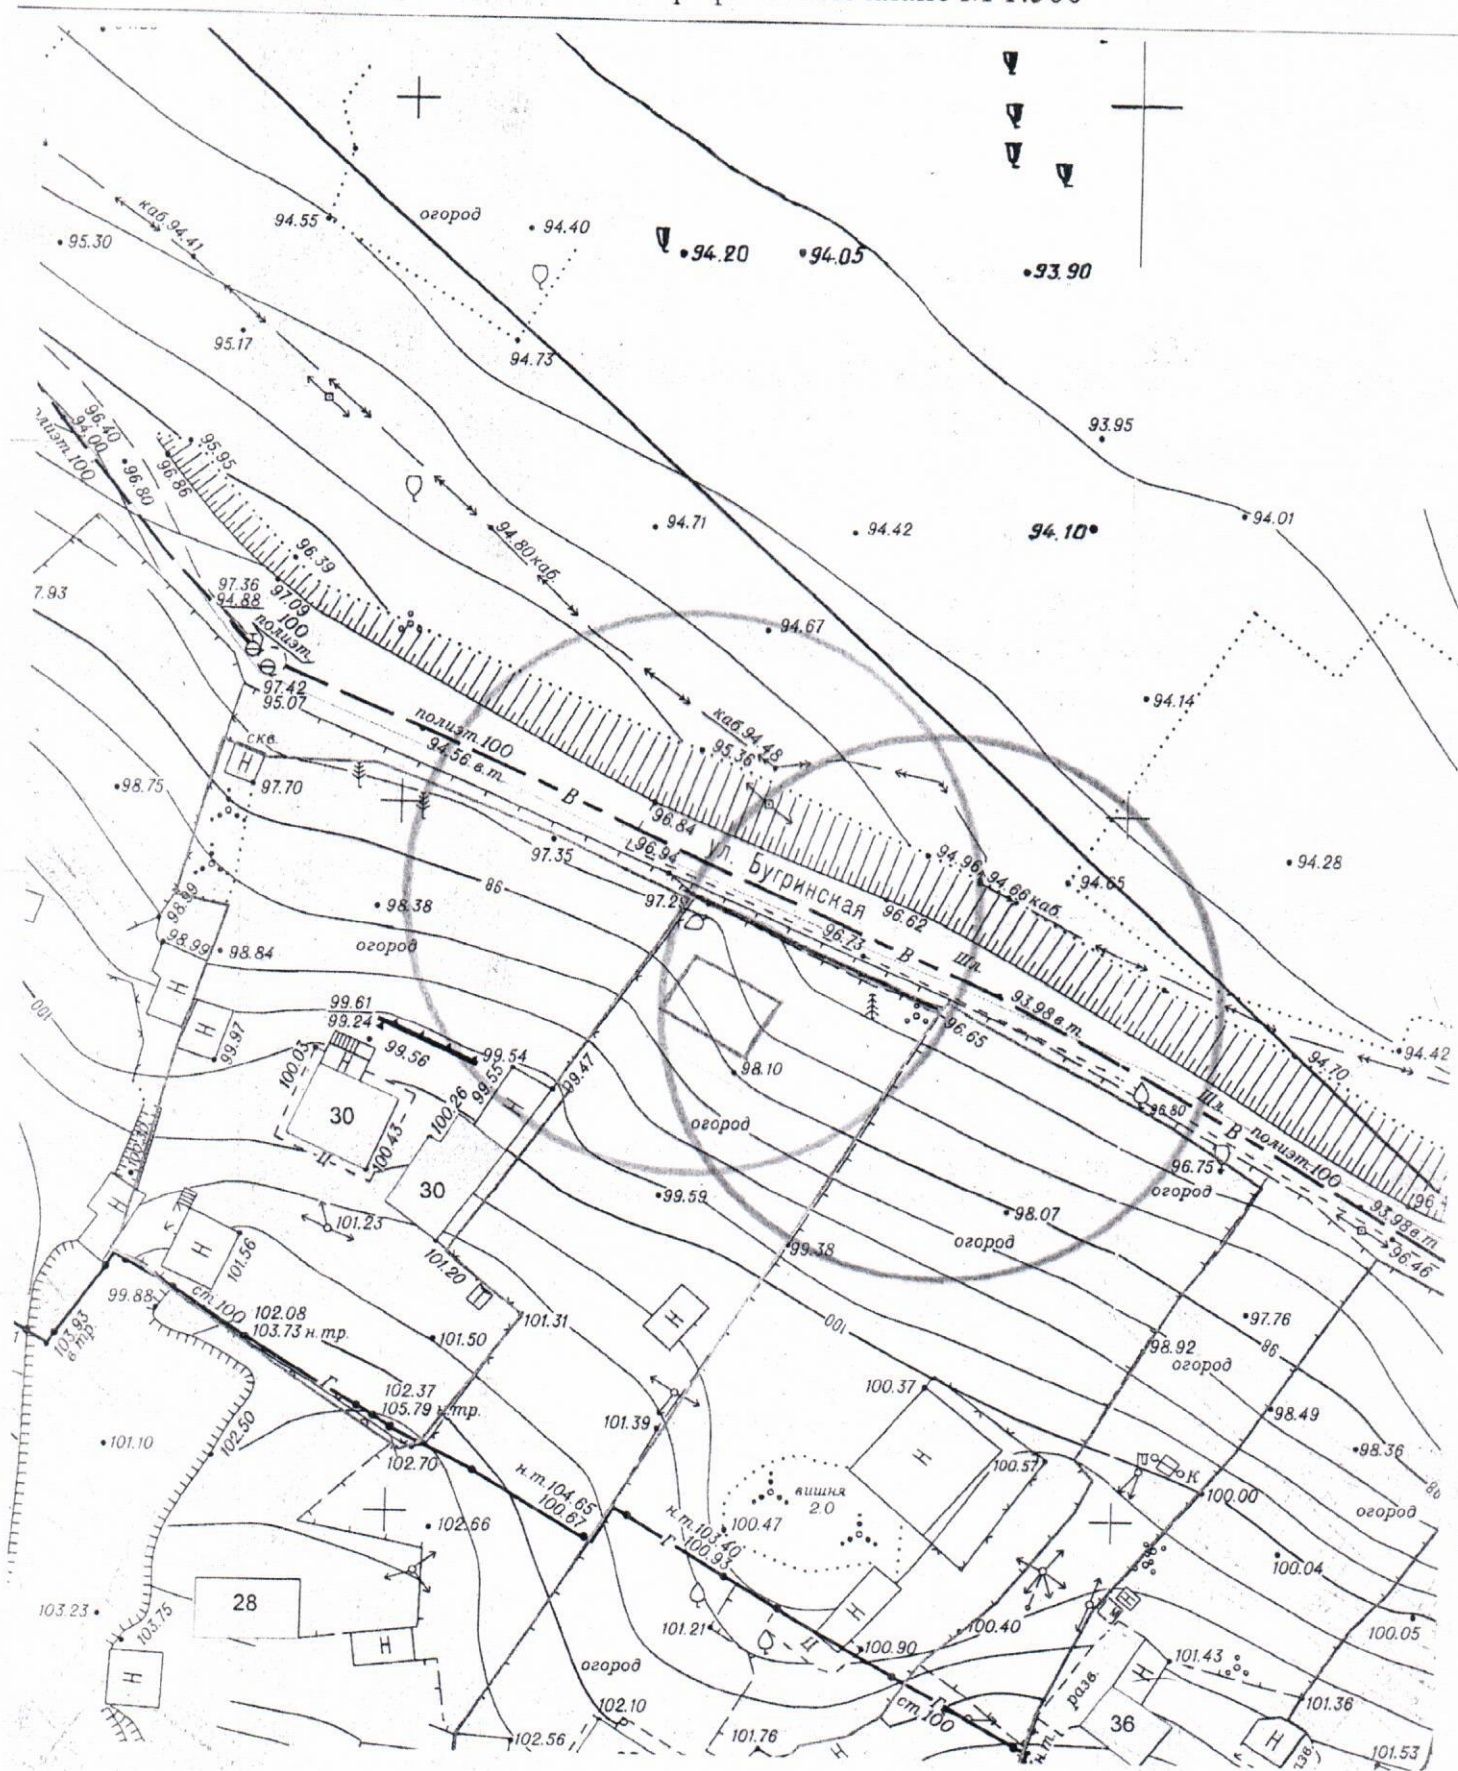 М 1:500
огород
94.55
94.40
94.20
94.05
93.90
каб.94.41
95.30
95.17
94.73
93.95
96.40
94.00
полиэт.100
96.80
95.95
96.86
94.71
94.42
94.10
94.01
94.80каб.
96.39
97.36
94.88
97.09
100
полиэт.
7.93
94.67
97.42
95.07
94.14
полиэт.100
94.56 в.т.
каб.94.48
95.36
скв.
Н
97.70
98.75
В
96.84
97.35
96.94
ул. Бугринская
94.96
94.66 каб.
94.65
94.28
98
97.29
96.62
96.73
В
Шл.
98.99
98.38
огород
98.99
98.84
Н
Н
93.98 в.т.
99.61
99.24
99.56
99.54
99.55
99.47
99.97
96.65
98.10
94.70
94.42
100
100.03
Н
30
100.43
100.26
Н
огород
96.80
Шл.
В
полиэт.100
ц
30
99.59
98.07
96.75
огород
96
93.98в.т.
96.46
Н
Н
101.23
101.56
99.38
огород
101.20
99.88
ст.100
102.08
103.73 н.тр.
101.31
Н
97.76
103.93
в тр.
101.50
100
98.92
огород
98
Г
102.37
105.79 н.тр.
100.37
98.49
101.39
98.36
101.10
102.50
102.70
Н
100.57
К
н.т.104.65
100.67
вишня
2.0
100.00
огород
102.66
н.т.103.40
100.93
100.47
Г
100.04
28
103.23
103.75
Н
Н
101.21
Ц
Н
100.90
100.40
100.05
огород
101.43
Н
разв.
101.36
102.10
102.56
101.76
Н
ст.100
Г
н.т.
36
Н
101.53